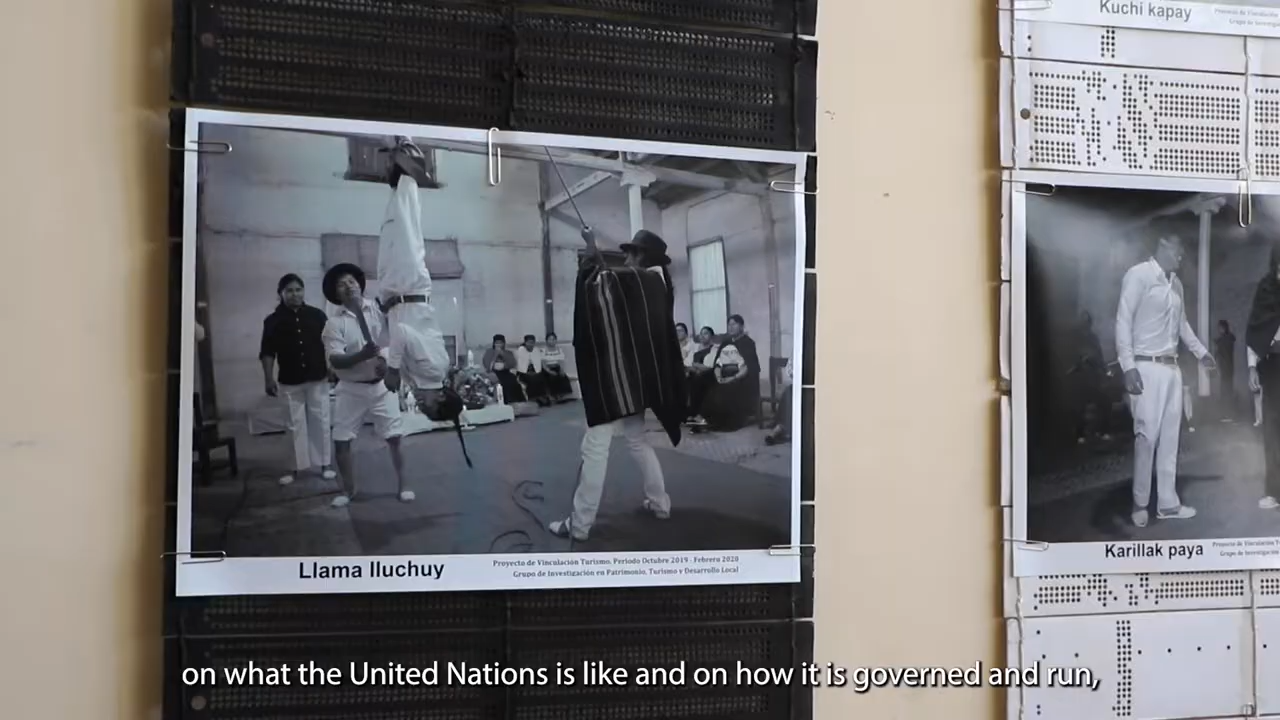 Kuchi kapay
Llama lluchuy
Proyecto de Vinculación Turismo. Periodo Octubre 2019 - Febrero 2020
Grupo de Investigación en Patrimonio, Turismo y Desarrollo Local
Karillak paya
on what the United Nations is like and on how it is governed and run,